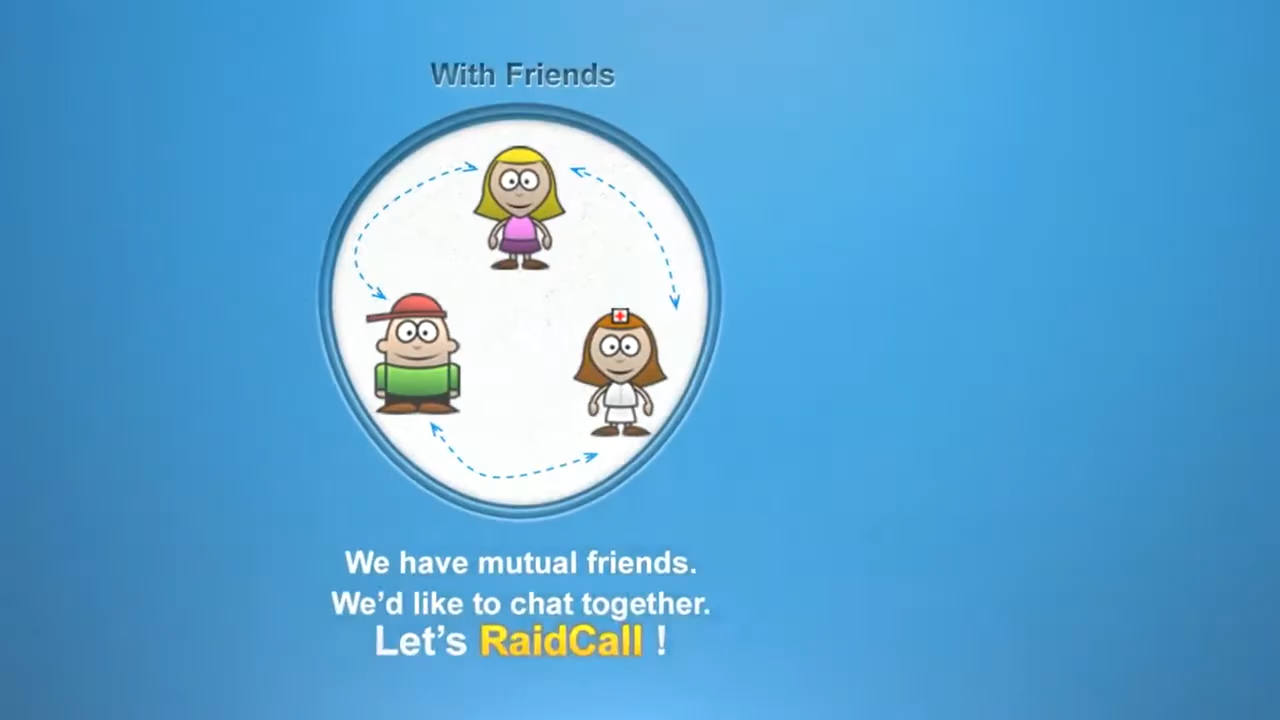 With Friends
We have mutual friends.
We’d like to chat together.
Let’s RaidCall !